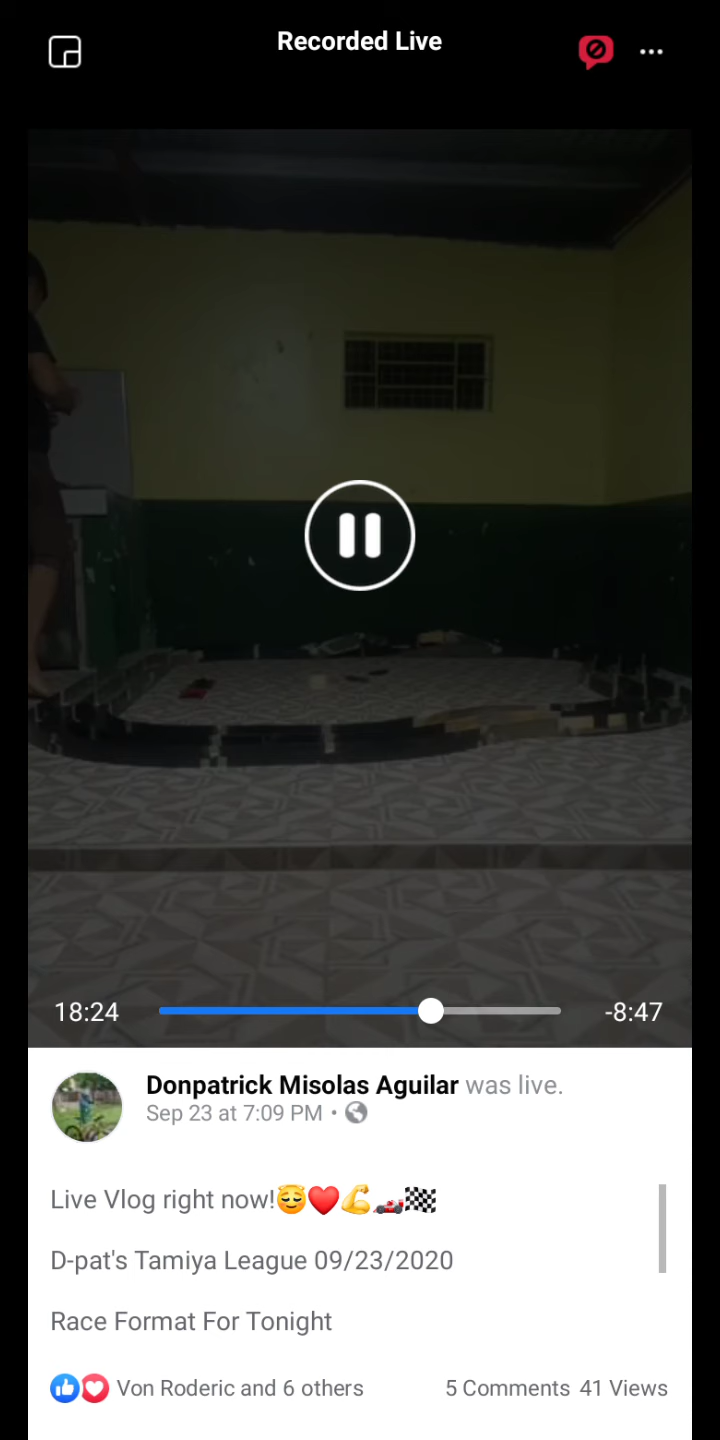 Recorded Live
18:24
-8:47
Donpatrick Misolas Aguilar was live.
Sep 23 at 7:09 PM •
Live Vlog right now!😇❤️💪🏎️🏁
D-pat's Tamiya League 09/23/2020
Race Format For Tonight
Von Roderic and 6 others 5 Comments 41 Views